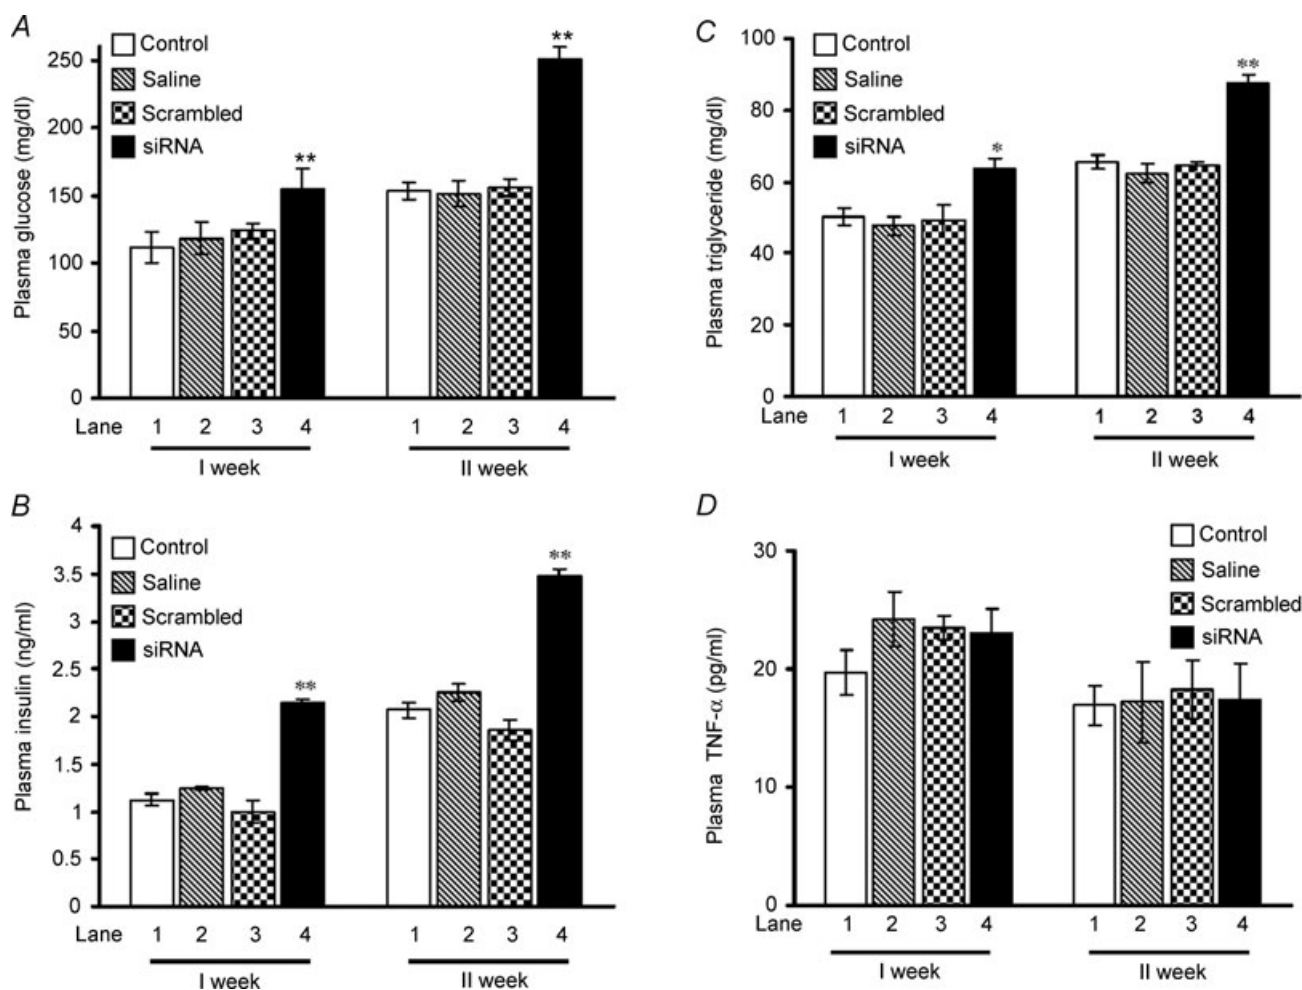 A
Plasma glucose (mg/dl)
250
200
150
100
50
0
Control
Saline
Scrambled
siRNA
**
**
Lane 1 2 3 4 1 2 3 4
I week II week
B
Plasma insulin (ng/ml)
4
3.5
3
2.5
2
1.5
1
0.5
0
Control
Saline
Scrambled
siRNA
**
**
Lane 1 2 3 4 1 2 3 4
I week II week
C
Plasma triglyceride (mg/dl)
100
80
60
40
20
0
Control
Saline
Scrambled
siRNA
*
**
Lane 1 2 3 4 1 2 3 4
I week II week
D
Plasma TNF-α (pg/ml)
30
20
10
0
Control
Saline
Scrambled
siRNA
Lane 1 2 3 4 1 2 3 4
I week II week